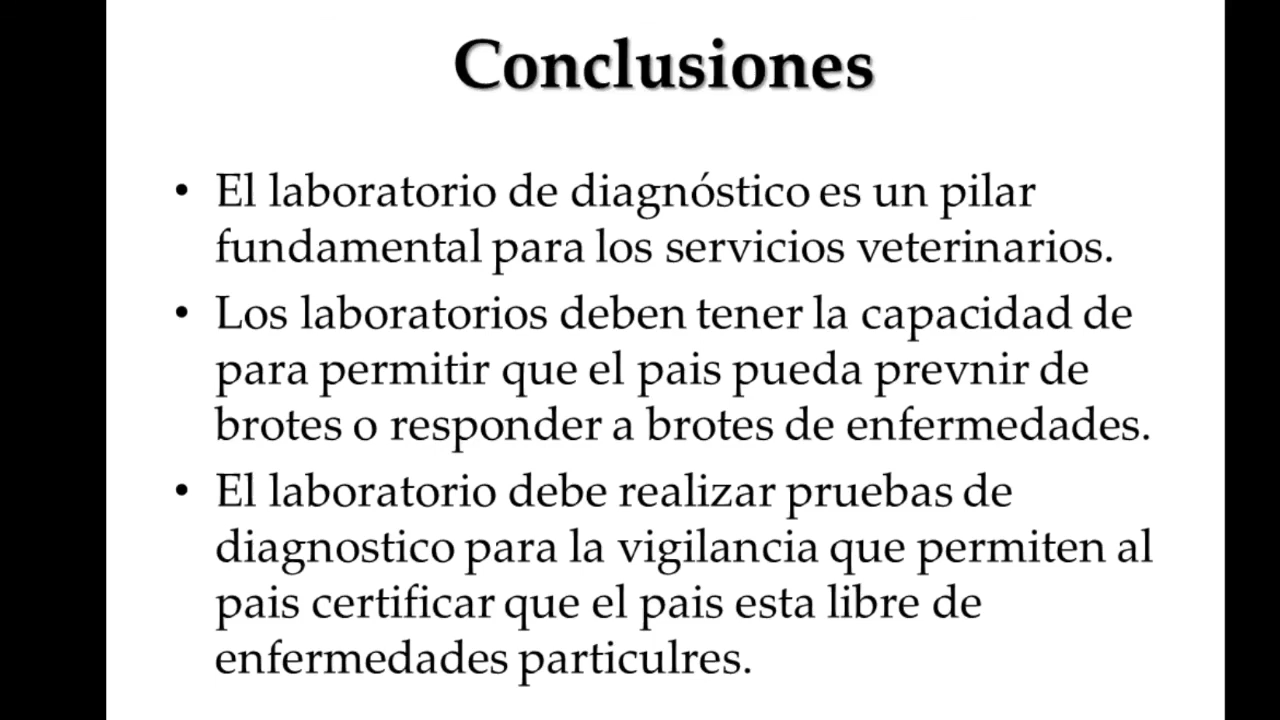 Conclusiones
• El laboratorio de diagnóstico es un pilar
fundamental para los servicios veterinarios.
• Los laboratorios deben tener la capacidad de
para permitir que el pais pueda prevnir de
brotes o responder a brotes de enfermedades.
• El laboratorio debe realizar pruebas de
diagnostico para la vigilancia que permiten al
pais certificar que el pais esta libre de
enfermedades particulres.